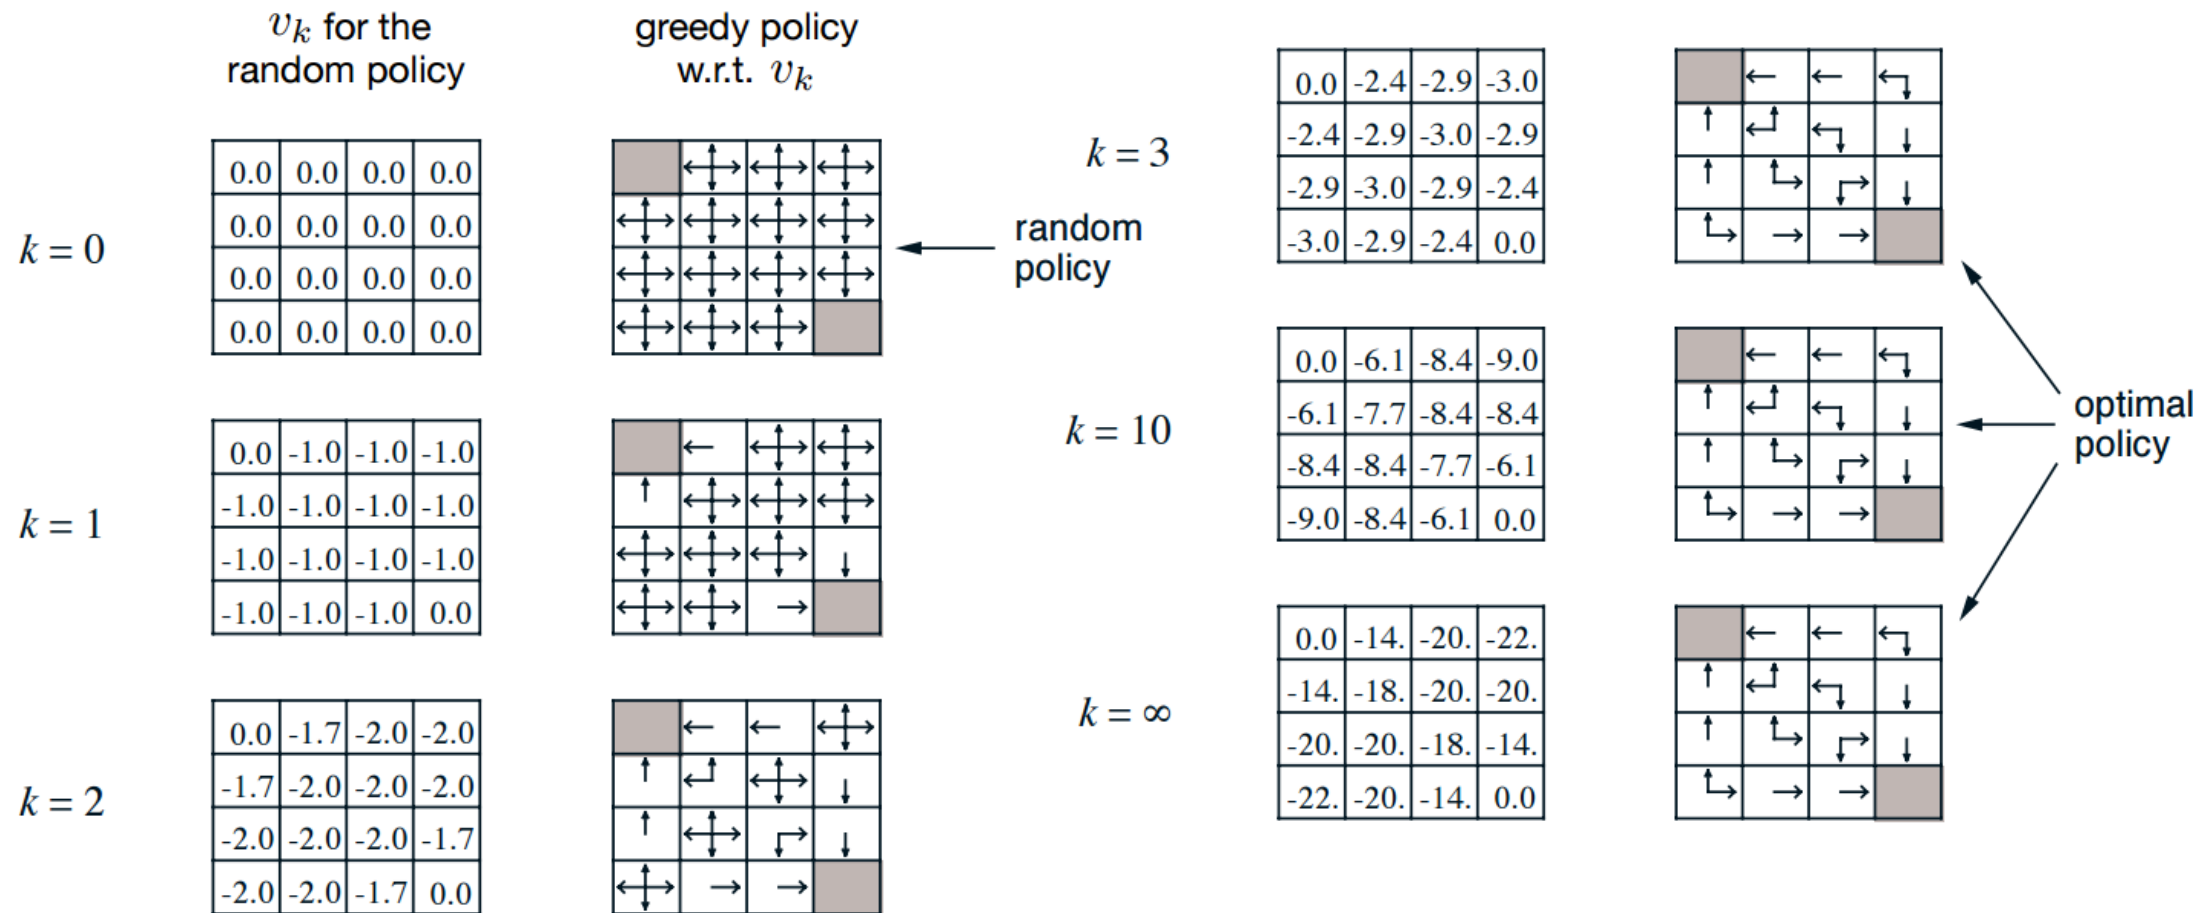 v_k for the
random policy
greedy policy
w.r.t. v_k
k = 0
0.0 0.0 0.0 0.0
0.0 0.0 0.0 0.0
0.0 0.0 0.0 0.0
0.0 0.0 0.0 0.0
random
policy
k = 1
0.0 -1.0 -1.0 -1.0
-1.0 -1.0 -1.0 -1.0
-1.0 -1.0 -1.0 -1.0
-1.0 -1.0 -1.0 0.0
k = 2
0.0 -1.7 -2.0 -2.0
-1.7 -2.0 -2.0 -2.0
-2.0 -2.0 -2.0 -1.7
-2.0 -2.0 -1.7 0.0
k = 3
0.0 -2.4 -2.9 -3.0
-2.4 -2.9 -3.0 -2.9
-2.9 -3.0 -2.9 -2.4
-3.0 -2.9 -2.4 0.0
k = 10
0.0 -6.1 -8.4 -9.0
-6.1 -7.7 -8.4 -8.4
-8.4 -8.4 -7.7 -6.1
-9.0 -8.4 -6.1 0.0
optimal
policy
k = ∞
0.0 -14. -20. -22.
-14. -18. -20. -20.
-20. -20. -18. -14.
-22. -20. -14. 0.0